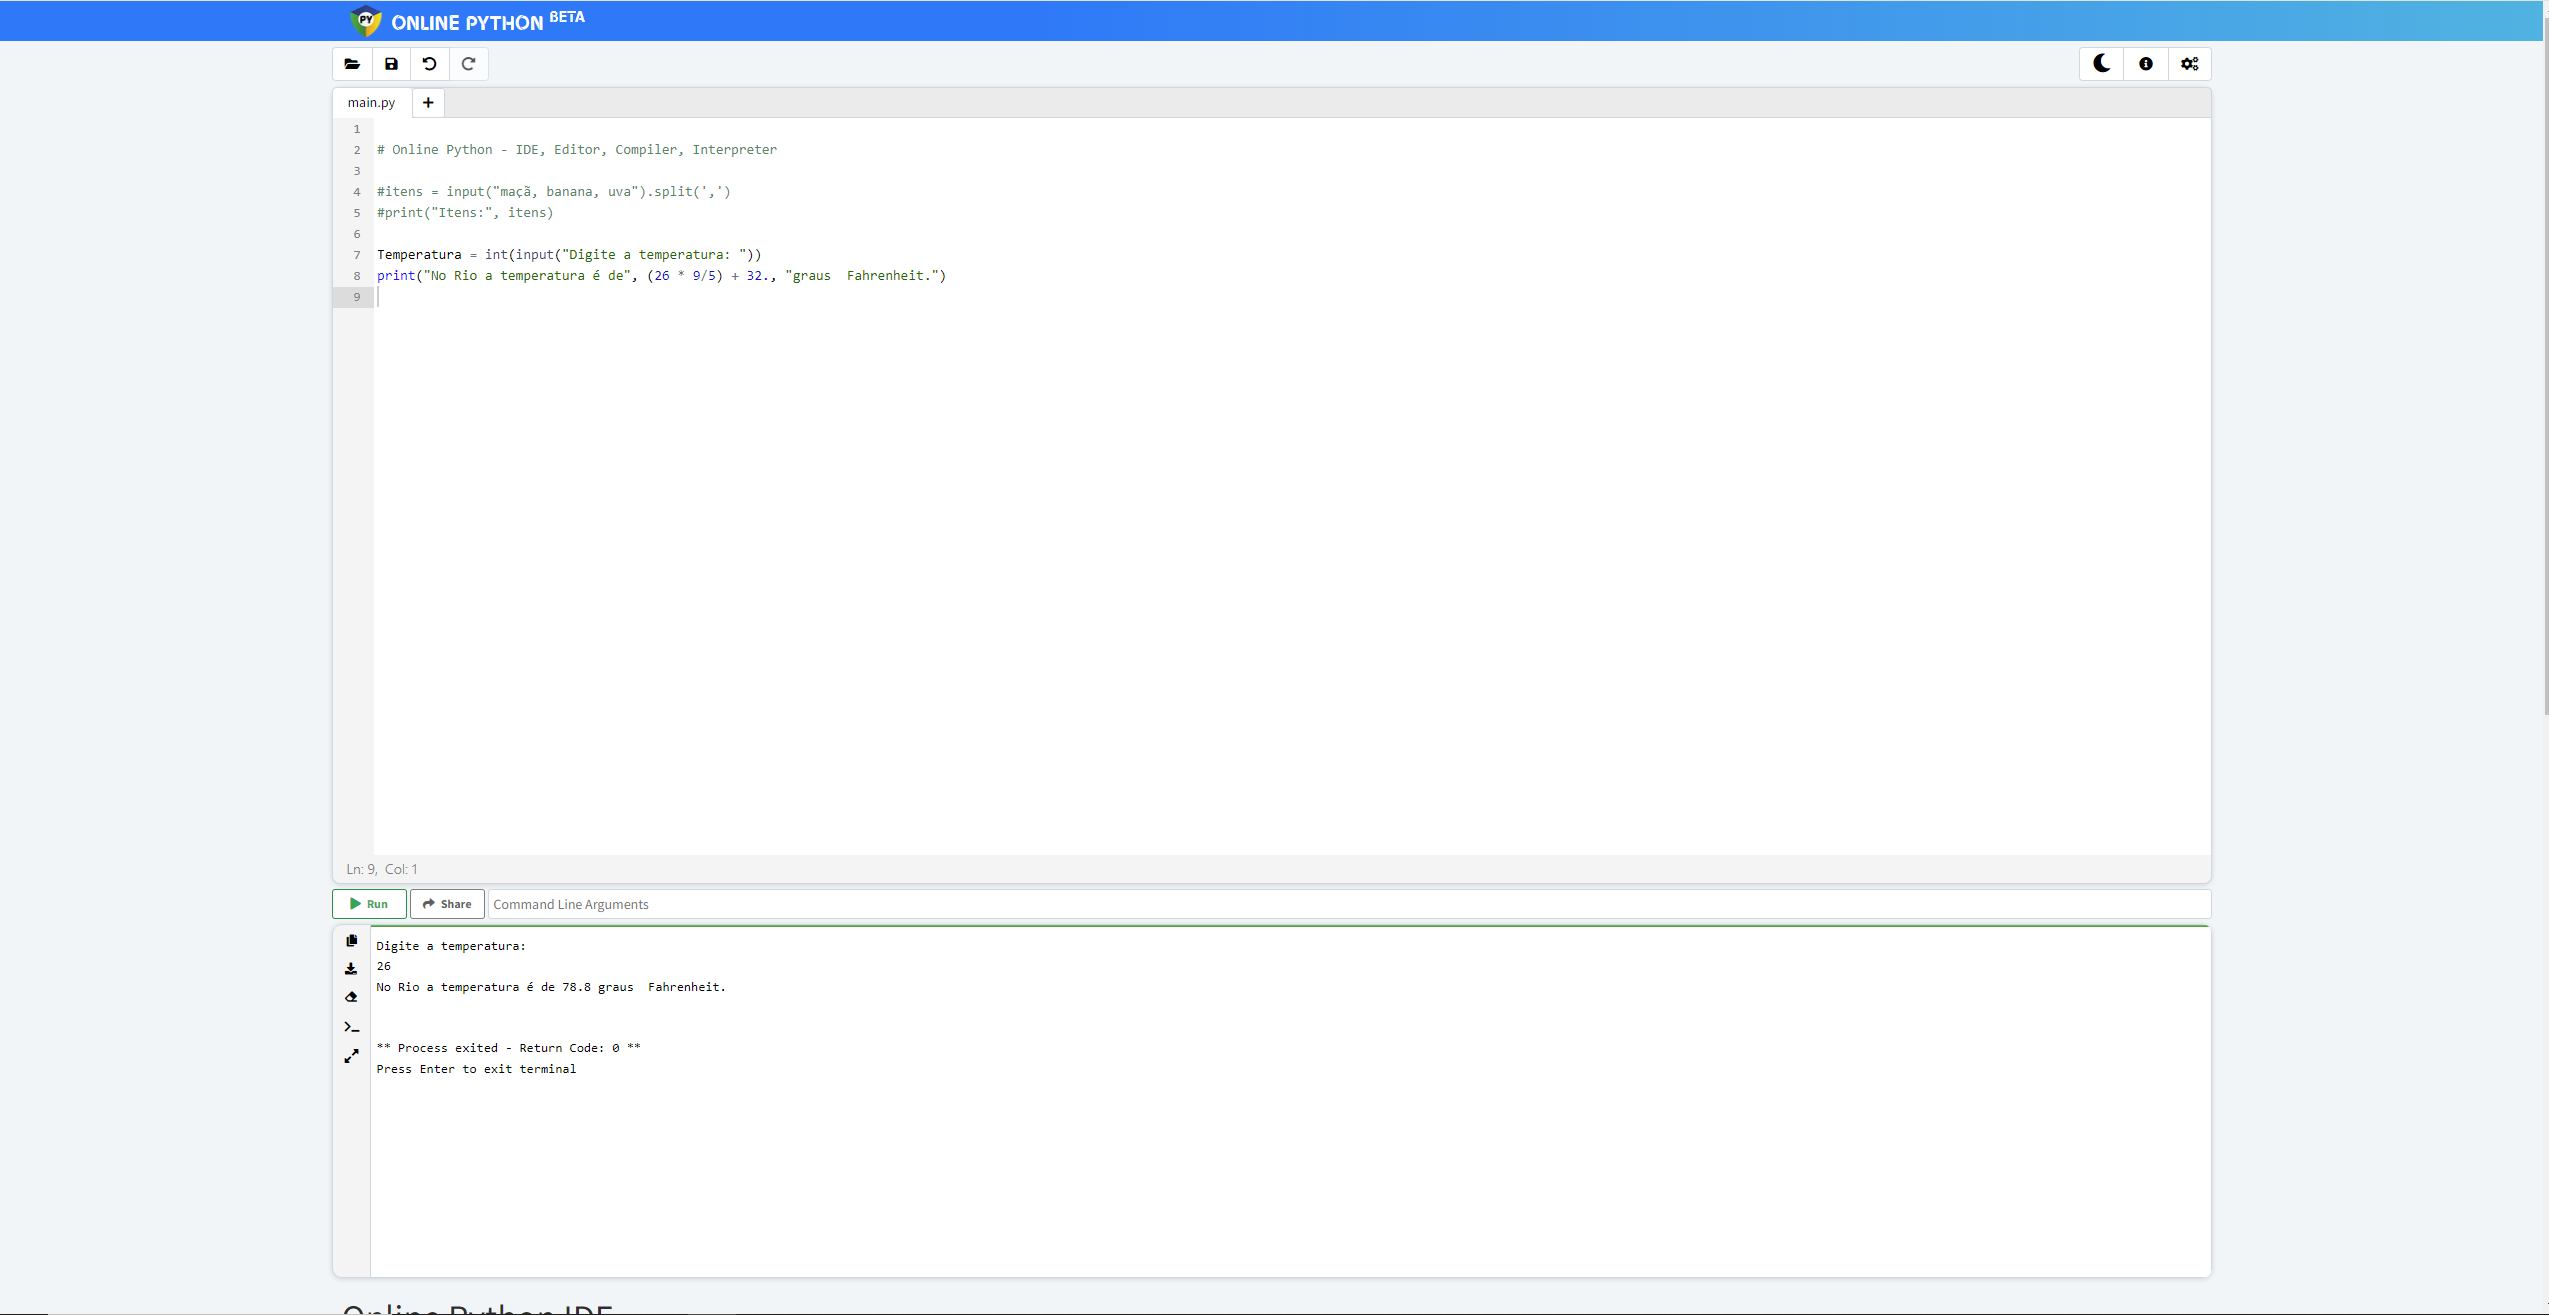 ONLINE PYTHON BETA
main.py
1
2 # Online Python - IDE, Editor, Compiler, Interpreter
3
4 #itens = input("maçã, banana, uva").split(',')
5 #print("Itens:", itens)
6
7 Temperatura = int(input("Digite a temperatura: "))
8 print("No Rio a temperatura é de", (26 * 9/5) + 32., "graus  Fahrenheit.")
9
Ln: 9, Col: 1
Run Share Command Line Arguments
Digite a temperatura:
26
No Rio a temperatura é de 78.8 graus  Fahrenheit.
** Process exited - Return Code: 0 **
Press Enter to exit terminal
Online Python IDE